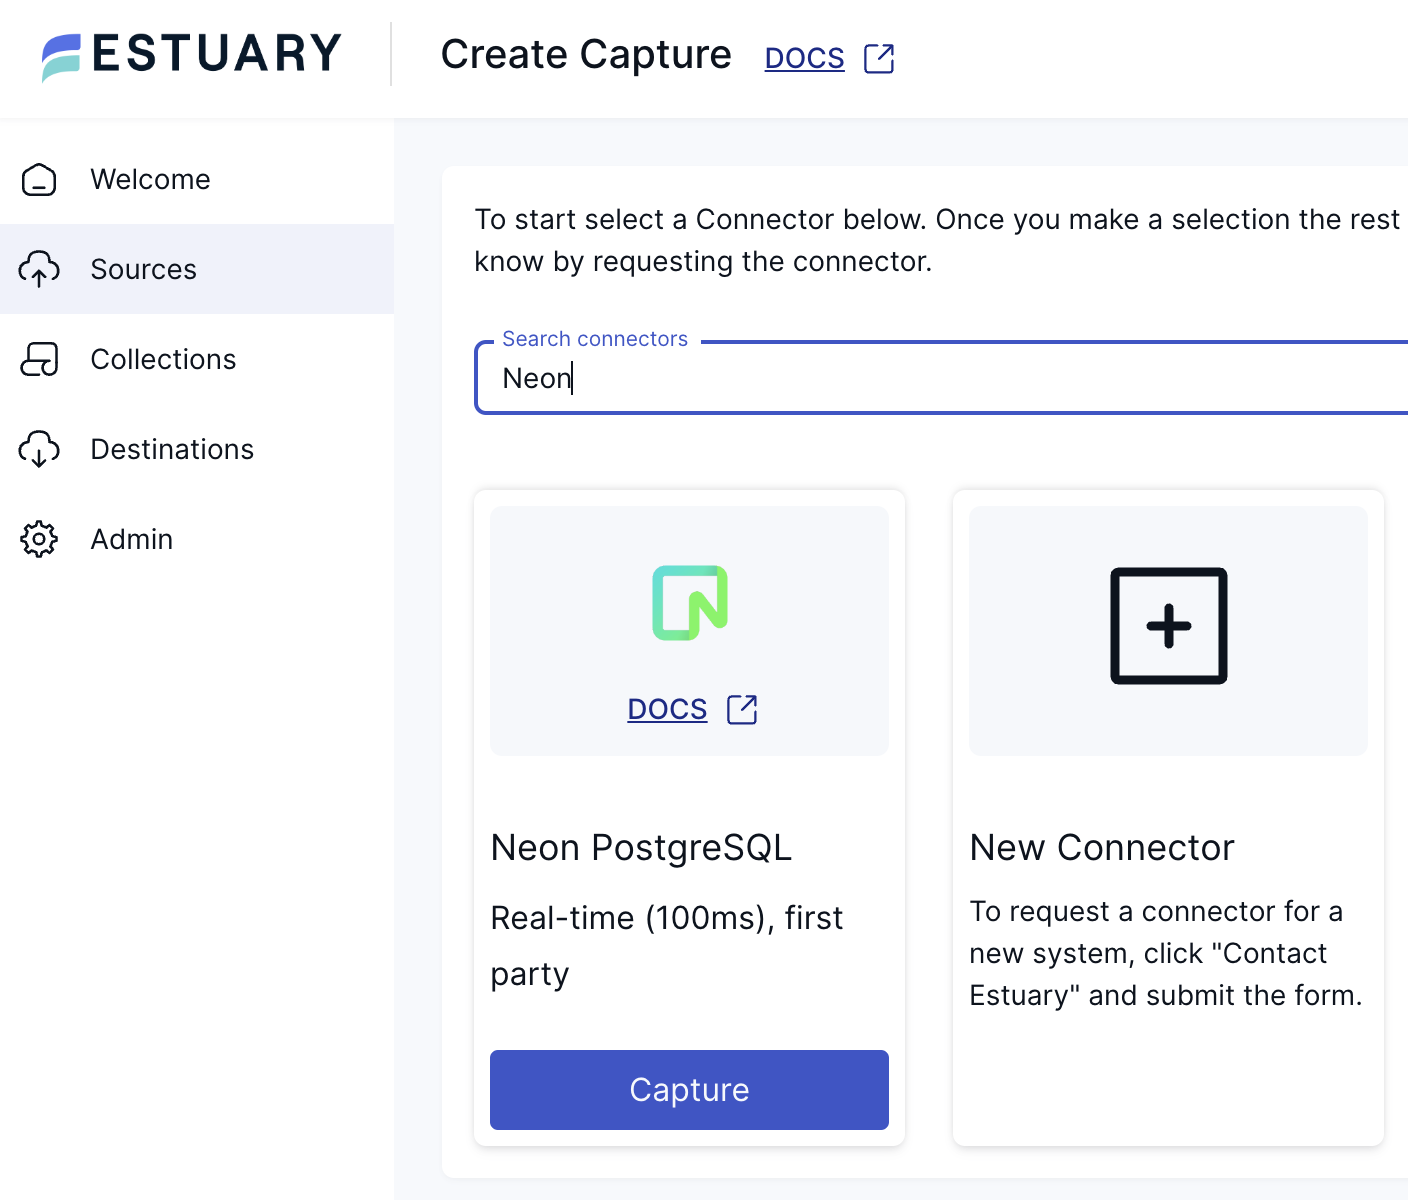 ESTUARY
Create Capture DOCS
Welcome
Sources
Collections
Destinations
Admin
To start select a Connector below. Once you make a selection the rest
know by requesting the connector.
Search connectors
Neon
DOCS
Neon PostgreSQL
Real-time (100ms), first
party
Capture
New Connector
To request a connector for a
new system, click "Contact
Estuary" and submit the form.